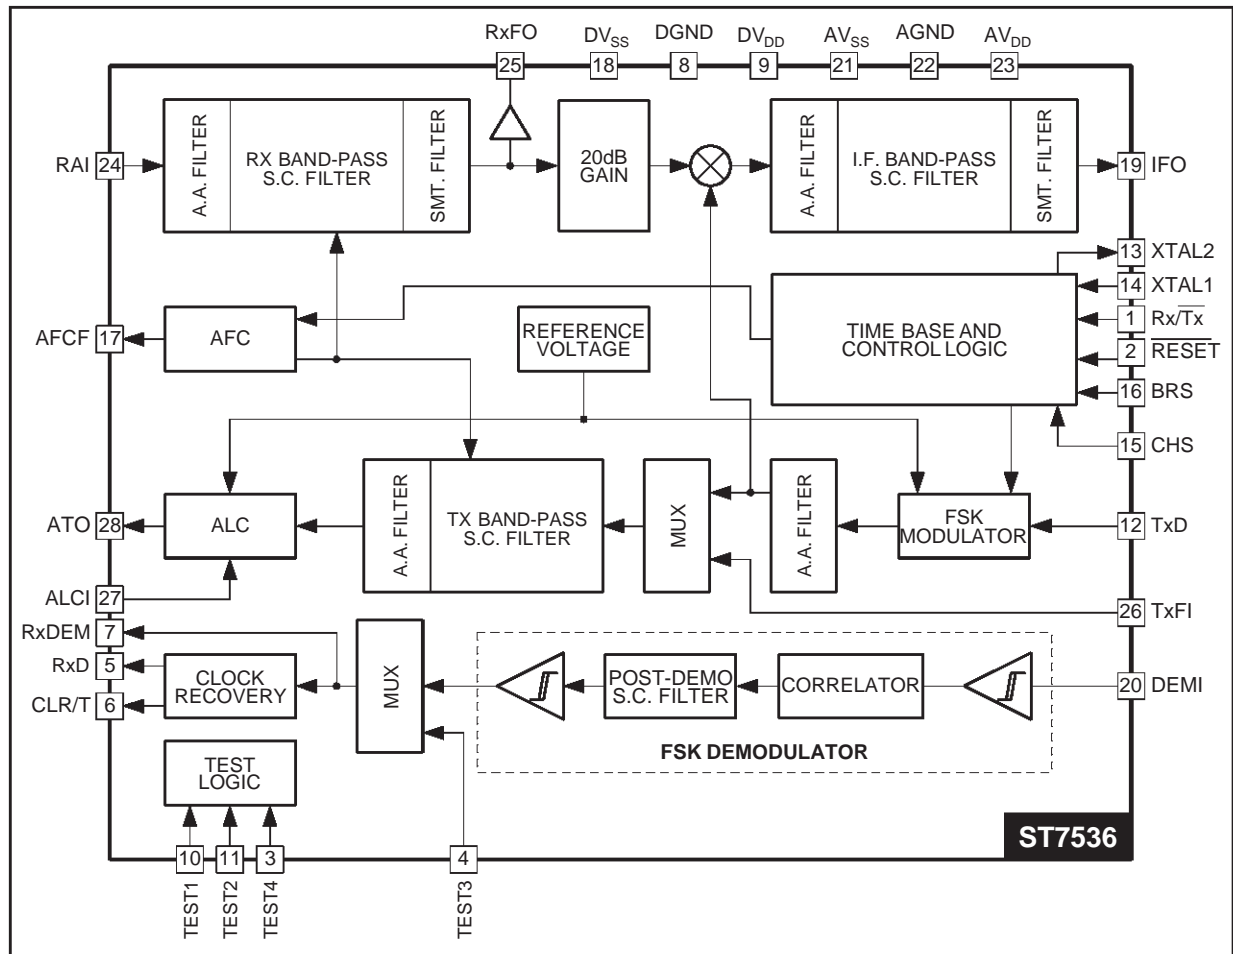 RxFO DVSS DGND DVDD AVSS AGND AVDD
25 18 8 9 21 22 23
RAI 24
A.A. FILTER
RX BAND-PASS
S.C. FILTER
SMT. FILTER
20dB
GAIN
A.A. FILTER
I.F. BAND-PASS
S.C. FILTER
SMT. FILTER
19 IFO
13 XTAL2
14 XTAL1
1 Rx/Tx
2 RESET
16 BRS
15 CHS
AFCF 17
AFC
REFERENCE
VOLTAGE
TIME BASE AND
CONTROL LOGIC
ATO 28
ALC
A.A. FILTER
TX BAND-PASS
S.C. FILTER
MUX
A.A. FILTER
FSK
MODULATOR
12 TxD
ALCI 27
26 TxFI
RxDEM 7
RxD 5
CLR/T 6
CLOCK
RECOVERY
MUX
POST-DEMO
S.C. FILTER
CORRELATOR
20 DEMI
FSK DEMODULATOR
TEST
LOGIC
ST7536
10 11 3 4
TEST1 TEST2 TEST4 TEST3